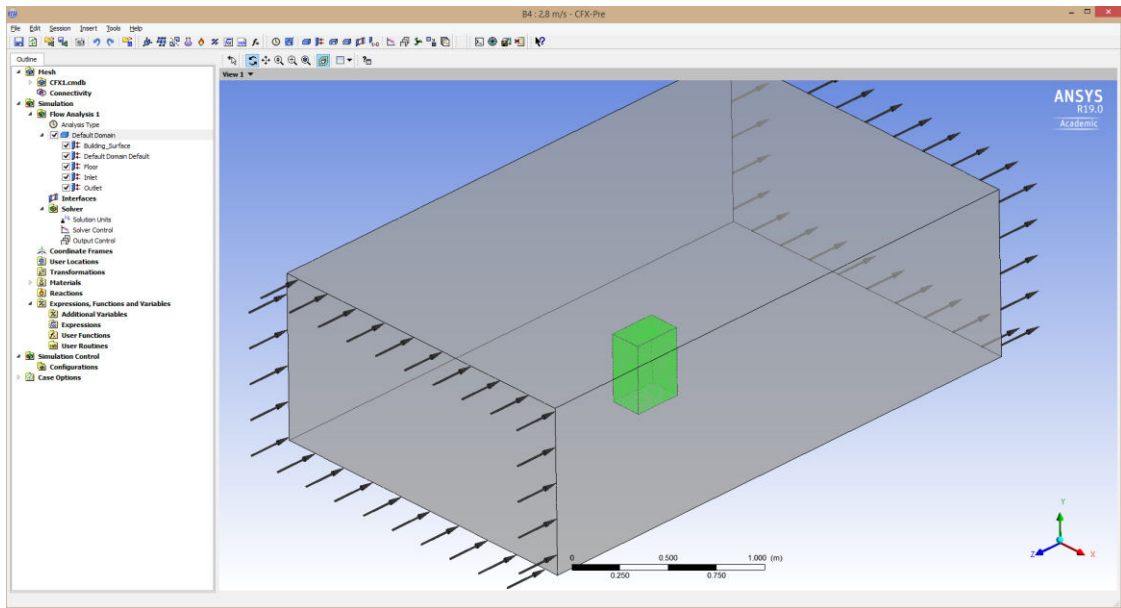 B4 : 2,8 m/s - CFX-Pre
File Edit Session Insert Tools Help
Outline
Mesh
CFX1.cmdb
Connectivity
Simulation
Flow Analysis 1
Analysis Type
Default Domain
Building_Surface
Default Domain Default
Floor
Inlet
Outlet
Interfaces
Solver
Solution Units
Solver Control
Output Control
Coordinate Frames
User Locations
Transformations
Materials
Reactions
Expressions, Functions and Variables
Additional Variables
Expressions
User Functions
User Routines
Simulation Control
Configurations
Case Options
View 1
ANSYS
R19.0
Academic
0 0.500 1.000 (m)
0.250 0.750
Y
Z X